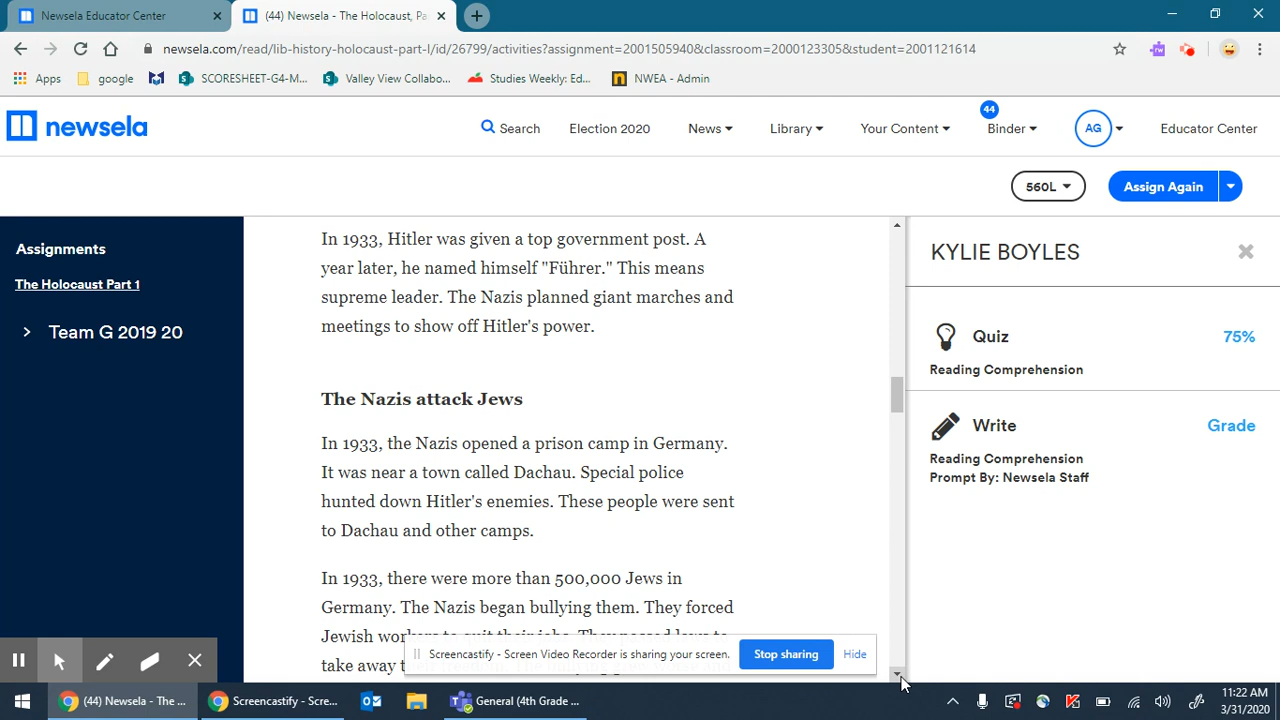 Newsela Educator Center
(44) Newsela - The Holocaust, Pa
newsela.com/read/lib-history-holocaust-part-I/id/26799/activities?assignment=2001505940&classroom=2000123305&student=2001121614
Apps google SCORESHEET-G4-M... Valley View Collabo... Studies Weekly: Ed... NWEA - Admin
newsela
Search Election 2020 News Library Your Content 44 Binder AG Educator Center
560L Assign Again
Assignments
The Holocaust Part 1
Team G 2019 20
In 1933, Hitler was given a top government post. A
year later, he named himself "Führer." This means
supreme leader. The Nazis planned giant marches and
meetings to show off Hitler's power.
The Nazis attack Jews
In 1933, the Nazis opened a prison camp in Germany.
It was near a town called Dachau. Special police
hunted down Hitler's enemies. These people were sent
to Dachau and other camps.
In 1933, there were more than 500,000 Jews in
Germany. The Nazis began bullying them. They forced
Jewish workers to quit their jobs. They passed laws to
take away
KYLIE BOYLES
Quiz 75%
Reading Comprehension
Write Grade
Reading Comprehension
Prompt By: Newsela Staff
Screencastify - Screen Video Recorder is sharing your screen. Stop sharing Hide
(44) Newsela - The ... Screencastify - Scre... General (4th Grade ...
11:22 AM
3/31/2020